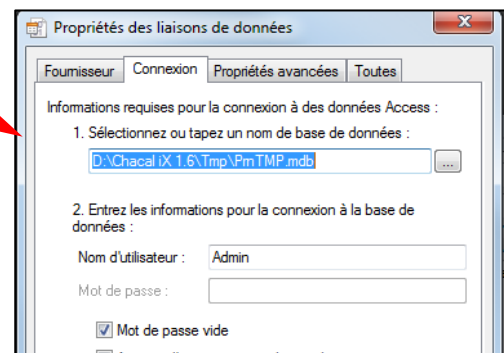 Propriétés des liaisons de données
Fournisseur Connexion Propriétés avancées Toutes
Informations requises pour la connexion à des données Access :
1. Sélectionnez ou tapez un nom de base de données :
D:\Chacal iX 1.6\Tmp\PmTMP.mdb
...
2. Entrez les informations pour la connexion à la base de
données :
Nom d'utilisateur : Admin
Mot de passe :
Mot de passe vide